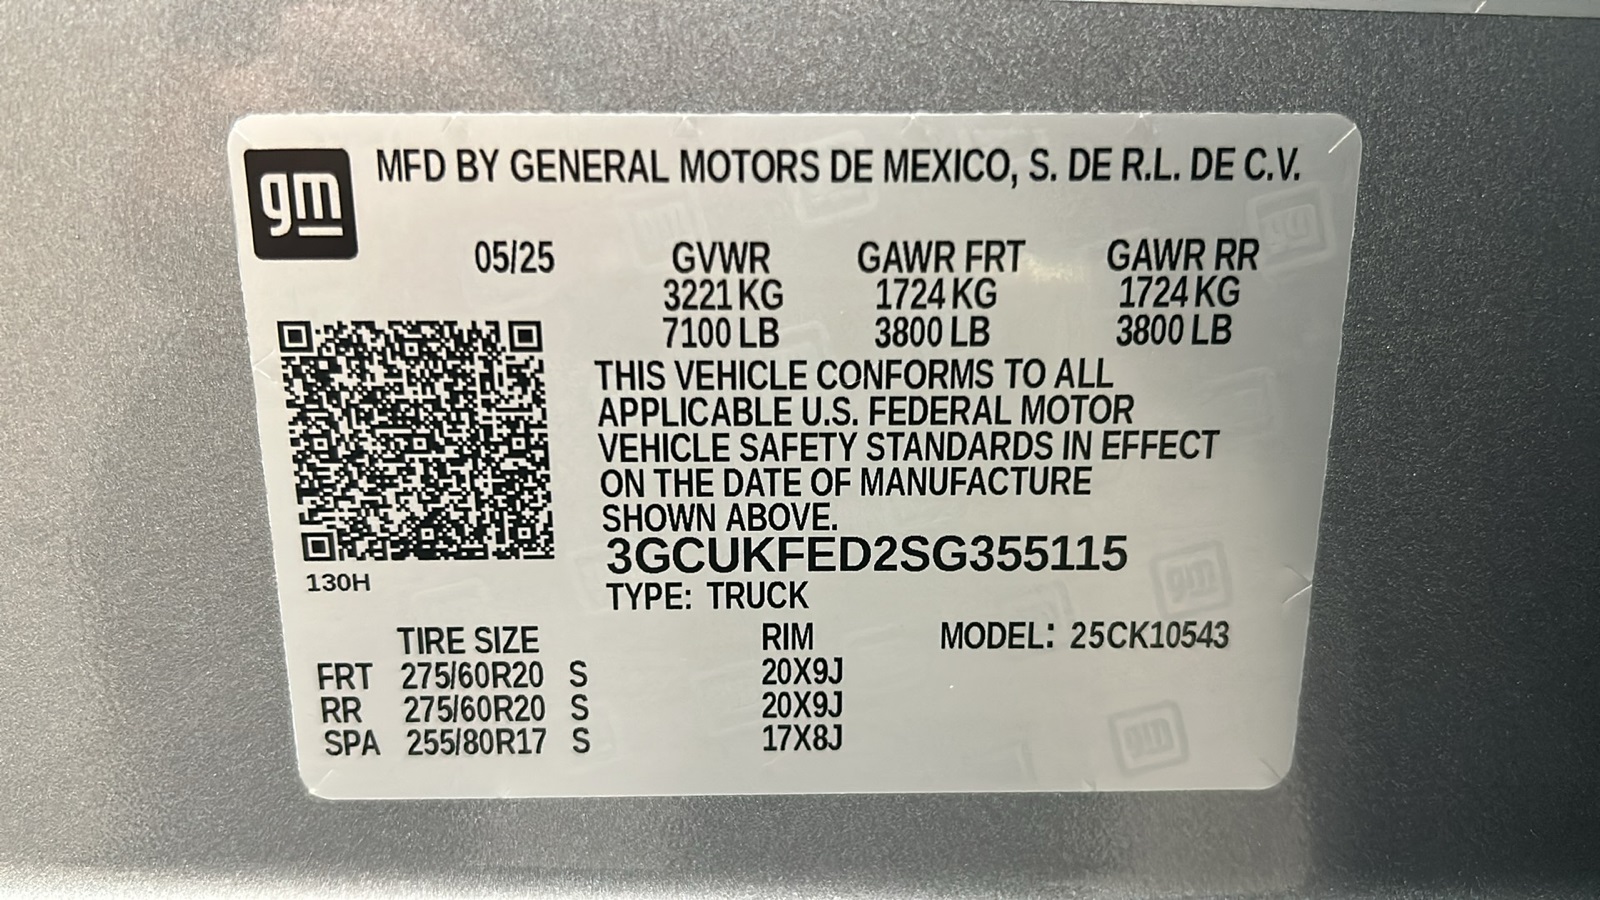 gm MFD BY GENERAL MOTORS DE MEXICO, S. DE R.L. DE C.V.
05/25 GVWR GAWR FRT GAWR RR
3221 KG 1724 KG 1724 KG
7100 LB 3800 LB 3800 LB
THIS VEHICLE CONFORMS TO ALL
APPLICABLE U.S. FEDERAL MOTOR
VEHICLE SAFETY STANDARDS IN EFFECT
ON THE DATE OF MANUFACTURE
SHOWN ABOVE.
3GCUKFED2SG355115
130H
TYPE: TRUCK
TIRE SIZE RIM MODEL: 25CK10543
FRT 275/60R20 S 20X9J
RR 275/60R20 S 20X9J
SPA 255/80R17 S 17X8J